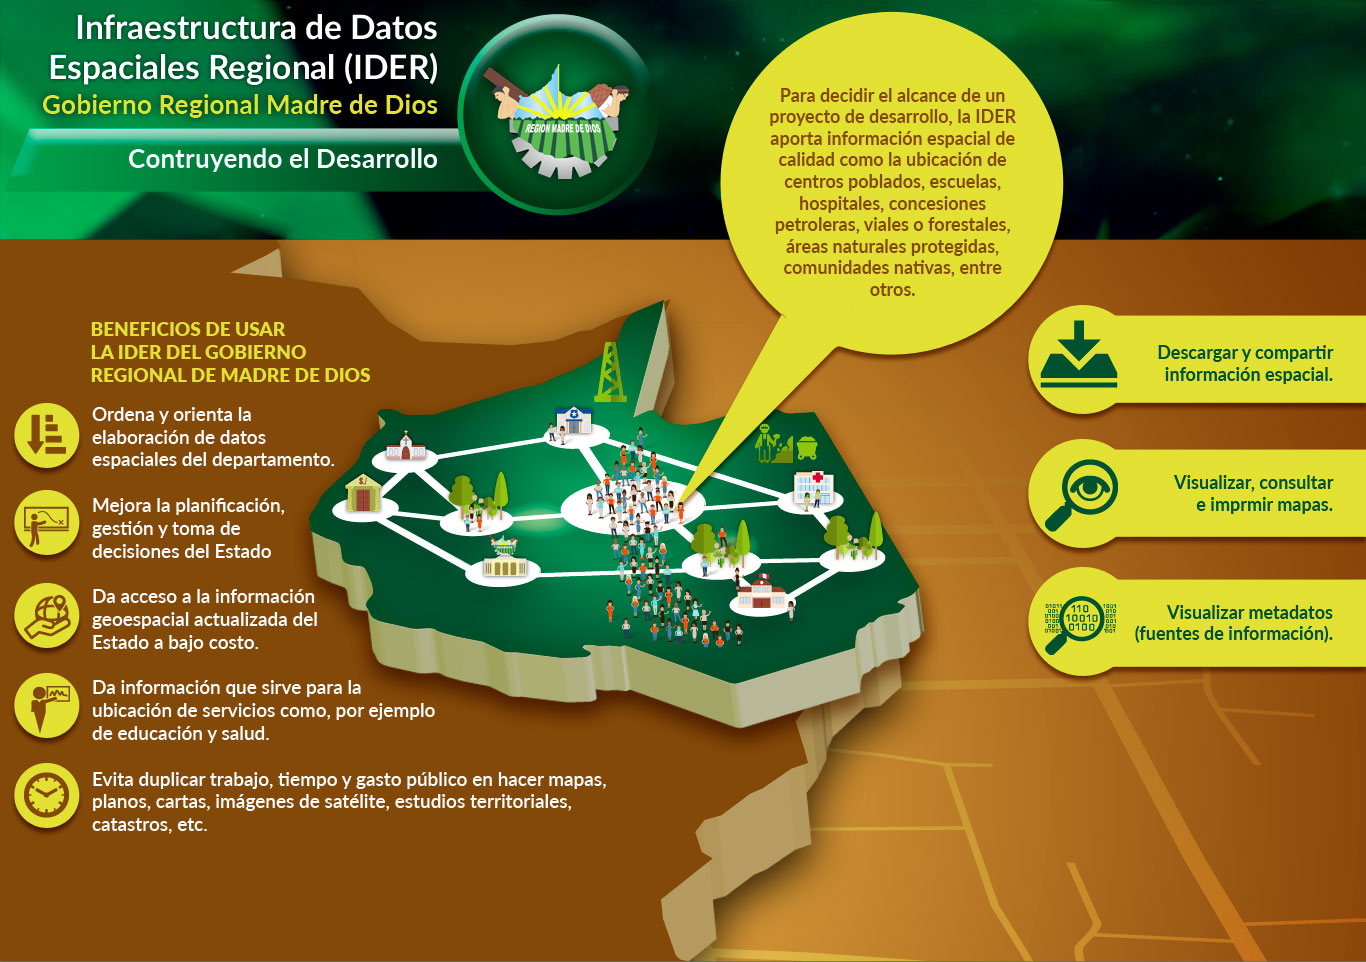 Infraestructura de Datos
Espaciales Regional (IDER)
Gobierno Regional Madre de Dios
Contruyendo el Desarrollo
REGION MADRE DE DIOS
Para decidir el alcance de un
proyecto de desarrollo, la IDER
aporta información espacial de
calidad como la ubicación de
centros poblados, escuelas,
hospitales, concesiones
petroleras, viales o forestales,
áreas naturales protegidas,
comunidades nativas, entre
otros.
BENEFICIOS DE USAR
LA IDER DEL GOBIERNO
REGIONAL DE MADRE DE DIOS
Ordena y orienta la
elaboración de datos
espaciales del departamento.
Mejora la planificación,
gestión y toma de
decisiones del Estado
Da acceso a la información
geoespacial actualizada del
Estado a bajo costo.
Da información que sirve para la
ubicación de servicios como, por ejemplo
de educación y salud.
Evita duplicar trabajo, tiempo y gasto público en hacer mapas,
planos, cartas, imágenes de satélite, estudios territoriales,
catastros, etc.
Descargar y compartir
información espacial.
Visualizar, consultar
e imprmir mapas.
110
10010
0100
Visualizar metadatos
(fuentes de información).